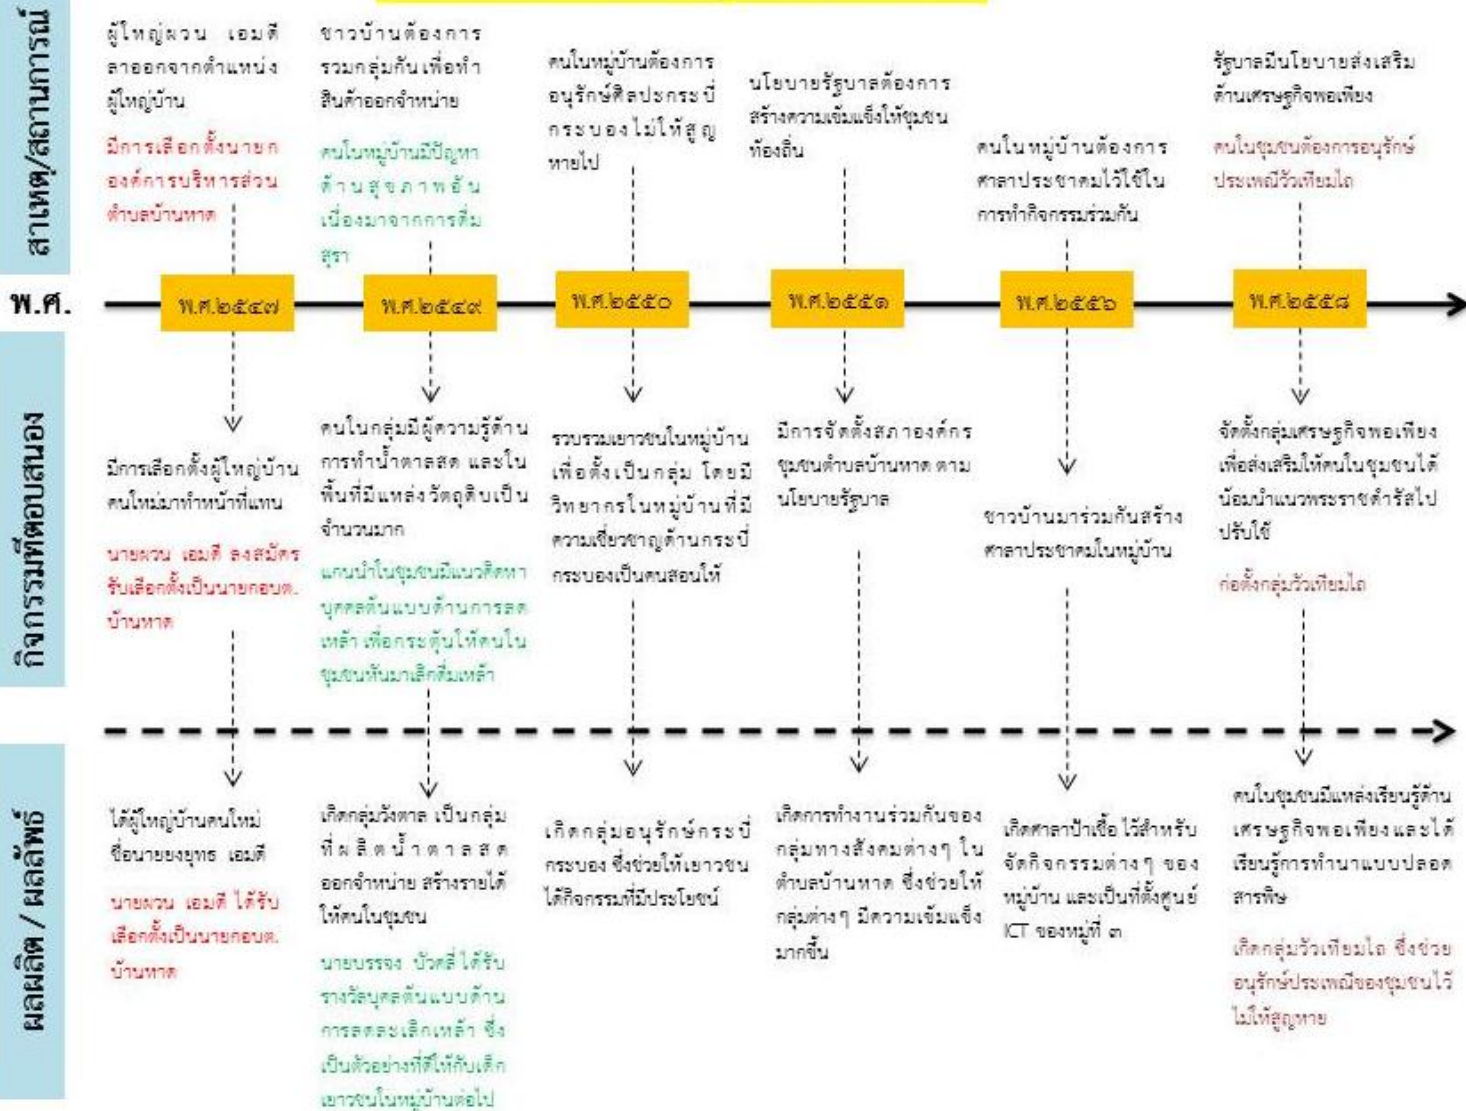 สาเหตุ/สถานการณ์
ผู้ใหญ่ผวน เอมดี
ลาออกจากตำแหน่ง
ผู้ใหญ่บ้าน
มีการเลือกตั้งนายก
องค์การบริหารส่วน
ตำบลบ้านหาด
ชาวบ้านต้องการ
รวมกลุ่มกันเพื่อทำ
สินค้าออกจำหน่าย
คนในหมู่บ้านมีปัญหา
ด้านสุขภาพอัน
เนื่องมาจากการดื่ม
สุรา
คนในหมู่บ้านต้องการ
อนุรักษ์ศิลปะกระบี่
กระบองไม่ให้สูญ
หายไป
นโยบายรัฐบาลต้องการ
สร้างความเข้มแข็งให้ชุมชน
ท้องถิ่น
คนในหมู่บ้านต้องการ
ศาลาประชาคมไว้ใช้ใน
การทำกิจกรรมร่วมกัน
รัฐบาลมีนโยบายส่งเสริม
ด้านเศรษฐกิจพอเพียง
คนในชุมชนต้องการอนุรักษ์
ประเพณีวัวเทียมไถ
พ.ศ.
พ.ศ.๒๕๔๗
พ.ศ.๒๕๔๙
พ.ศ.๒๕๕๐
พ.ศ.๒๕๕๑
พ.ศ.๒๕๕๖
พ.ศ.๒๕๕๘
กิจกรรมที่ตอบสนอง
มีการเลือกตั้งผู้ใหญ่บ้าน
คนใหม่มาทำหน้าที่แทน
นายผวน เอมดี ลงสมัคร
รับเลือกตั้งเป็นนายกอบต.
บ้านหาด
คนในกลุ่มมีผู้ความรู้ด้าน
การทำน้ำตาลสด และใน
พื้นที่มีแหล่งวัตถุดิบเป็น
จำนวนมาก
แกนนำในชุมชนมีแนวคิดหา
บุคคลต้นแบบด้านการลด
เหล้า เพื่อกระตุ้นให้คนใน
ชุมชนหันมาเลิกดื่มเหล้า
รวบรวมเยาวชนในหมู่บ้าน
เพื่อตั้งเป็นกลุ่ม โดยมี
วิทยากรในหมู่บ้านที่มี
ความเชี่ยวชาญด้านกระบี่
กระบองเป็นคนสอนให้
มีการจัดตั้งสภาองค์กร
ชุมชนตำบลบ้านหาด ตาม
นโยบายรัฐบาล
ชาวบ้านมาร่วมกันสร้าง
ศาลาประชาคมในหมู่บ้าน
จัดตั้งกลุ่มเศรษฐกิจพอเพียง
เพื่อส่งเสริมให้คนในชุมชนได้
น้อมนำแนวพระราชดำรัสไป
ปรับใช้
ก่อตั้งกลุ่มวัวเทียมไถ
ผลผลิต / ผลลัพธ์
ได้ผู้ใหญ่บ้านคนใหม่
ชื่อนายยงยุทธ เอมดี
นายผวน เอมดี ได้รับ
เลือกตั้งเป็นนายกอบต.
บ้านหาด
เกิดกลุ่มวังตาล เป็นกลุ่ม
ที่ผลิตน้ำตาลสด
ออกจำหน่าย สร้างรายได้
ให้คนในชุมชน
นายบรรจง บัวคลี่ ได้รับ
รางวัลบุคลต้นแบบด้าน
การลดละเลิกเหล้า ซึ่ง
เป็นตัวอย่างที่ดีให้กับเด็ก
เยาวชนในหมู่บ้านต่อไป
เกิดกลุ่มอนุรักษ์กระบี่
กระบอง ซึ่งช่วยให้เยาวชน
ได้กิจกรรมที่มีประโยชน์
เกิดการทำงานร่วมกันของ
กลุ่มทางสังคมต่างๆ ใน
ตำบลบ้านหาด ซึ่งช่วยให้
กลุ่มต่างๆ มีความเข้มแข็ง
มากขึ้น
เกิดศาลาป้าเชื้อ ไว้สำหรับ
จัดกิจกรรมต่างๆ ของ
หมู่บ้าน และเป็นที่ตั้งศูนย์
ICT ของหมู่ที่ ๓
คนในชุมชนมีแหล่งเรียนรู้ด้าน
เศรษฐกิจพอเพียงและได้
เรียนรู้การทำนาแบบปลอด
สารพิษ
เกิดกลุ่มวัวเทียมไถ ซึ่งช่วย
อนุรักษ์ประเพณีของชุมชนไว้
ไม่ให้สูญหาย